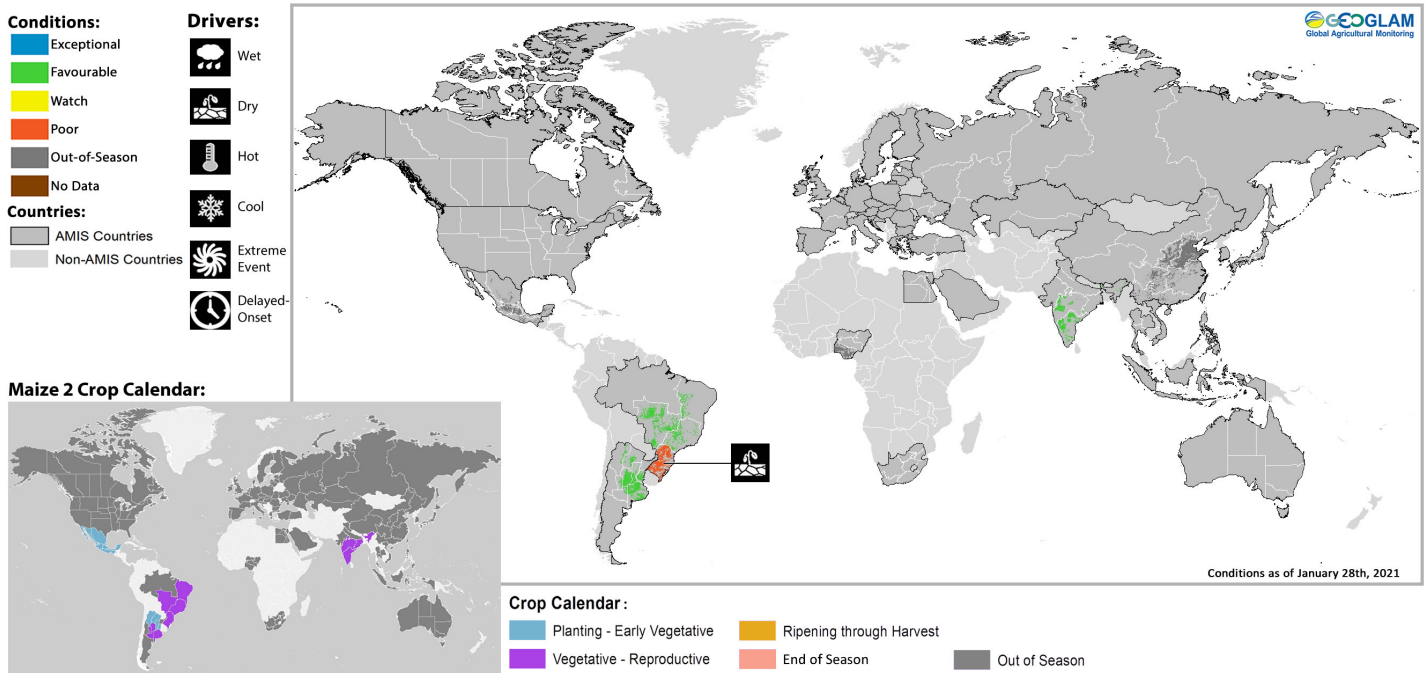 Conditions:
Exceptional
Favourable
Watch
Poor
Out-of-Season
No Data
Countries:
AMIS Countries
Non-AMIS Countries
Drivers:
Wet
Dry
Hot
Cool
Extreme
Event
Delayed-
Onset
GEOGLAM
Global Agricultural Monitoring
Maize 2 Crop Calendar:
Conditions as of January 28th, 2021
Crop Calendar :
Planting - Early Vegetative
Ripening through Harvest
Vegetative - Reproductive
End of Season
Out of Season